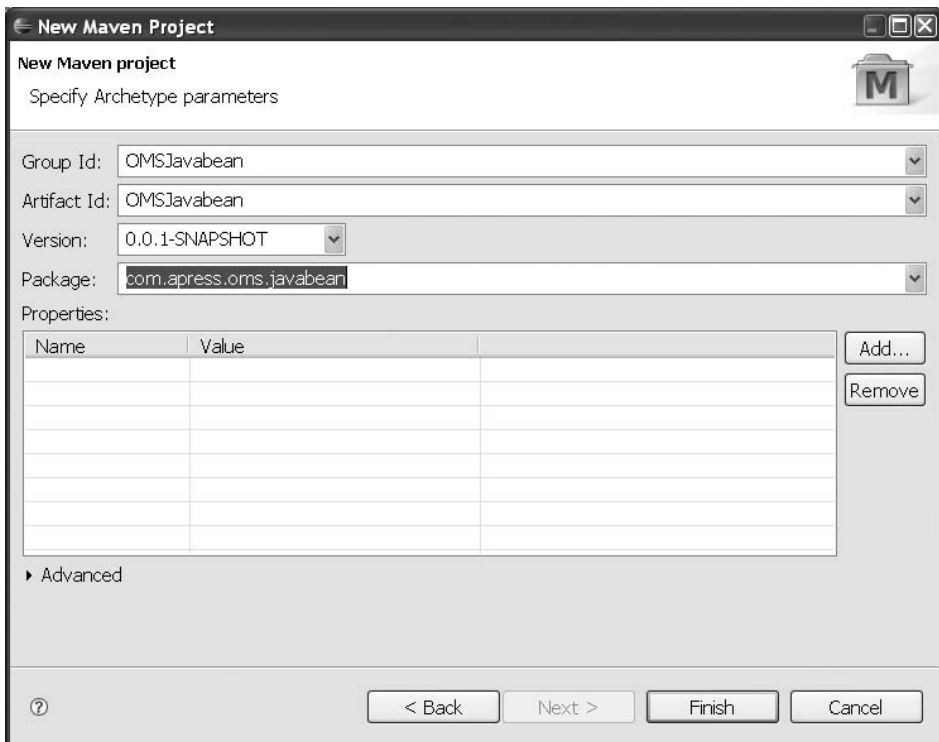 New Maven Project
New Maven project
Specify Archetype parameters
M
Group Id: OMSJavabean
Artifact Id: OMSJavabean
Version: 0.0.1-SNAPSHOT
Package: com.apress.oms.javabean
Properties:
Name Value
Add...
Remove
Advanced
? < Back Next > Finish Cancel